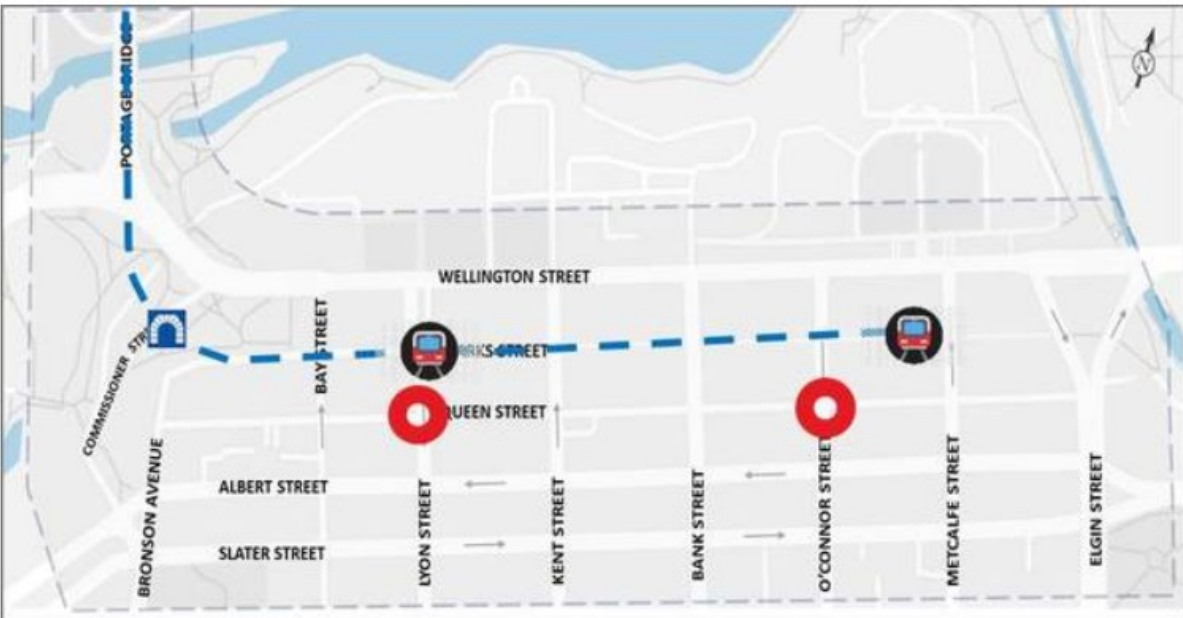 PORTAGE BRIDGE
N
WELLINGTON STREET
COMMISSIONER
BAY STREET
STREET
QUEEN STREET
BRONSON AVENUE
ALBERT STREET
LYON STREET
KENT STREET
BANK STREET
O'CONNOR STREET
METCALFE STREET
ELGIN STREET
SLATER STREET